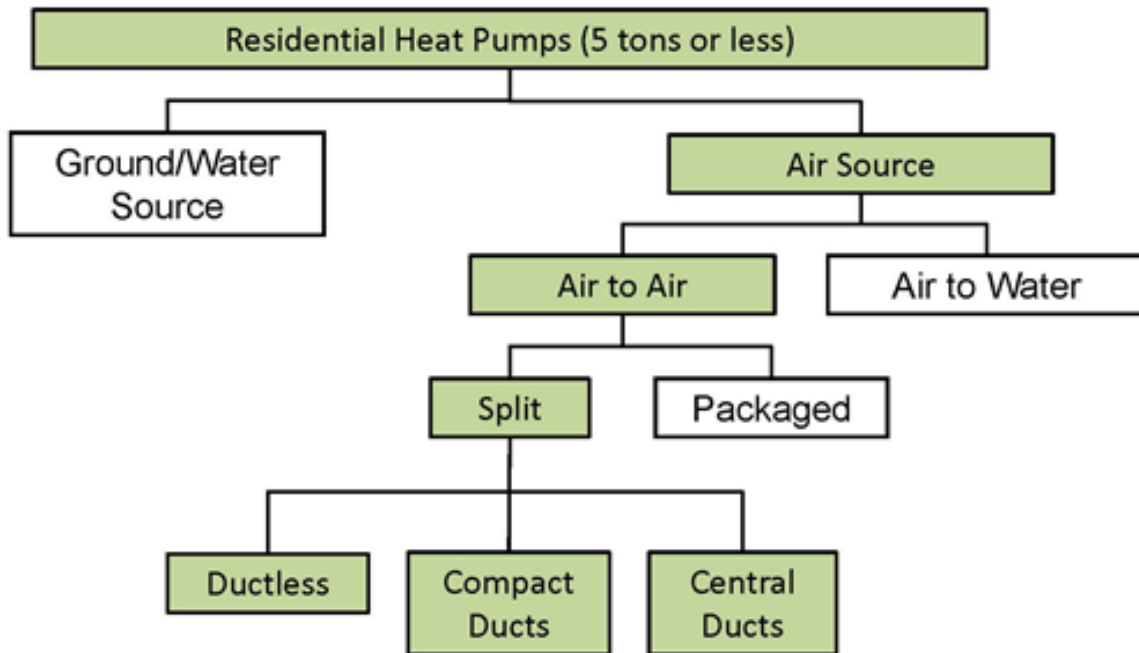 Residential Heat Pumps (5 tons or less)
Ground/Water
Source
Air Source
Air to Air
Air to Water
Split
Packaged
Ductless
Compact
Ducts
Central
Ducts